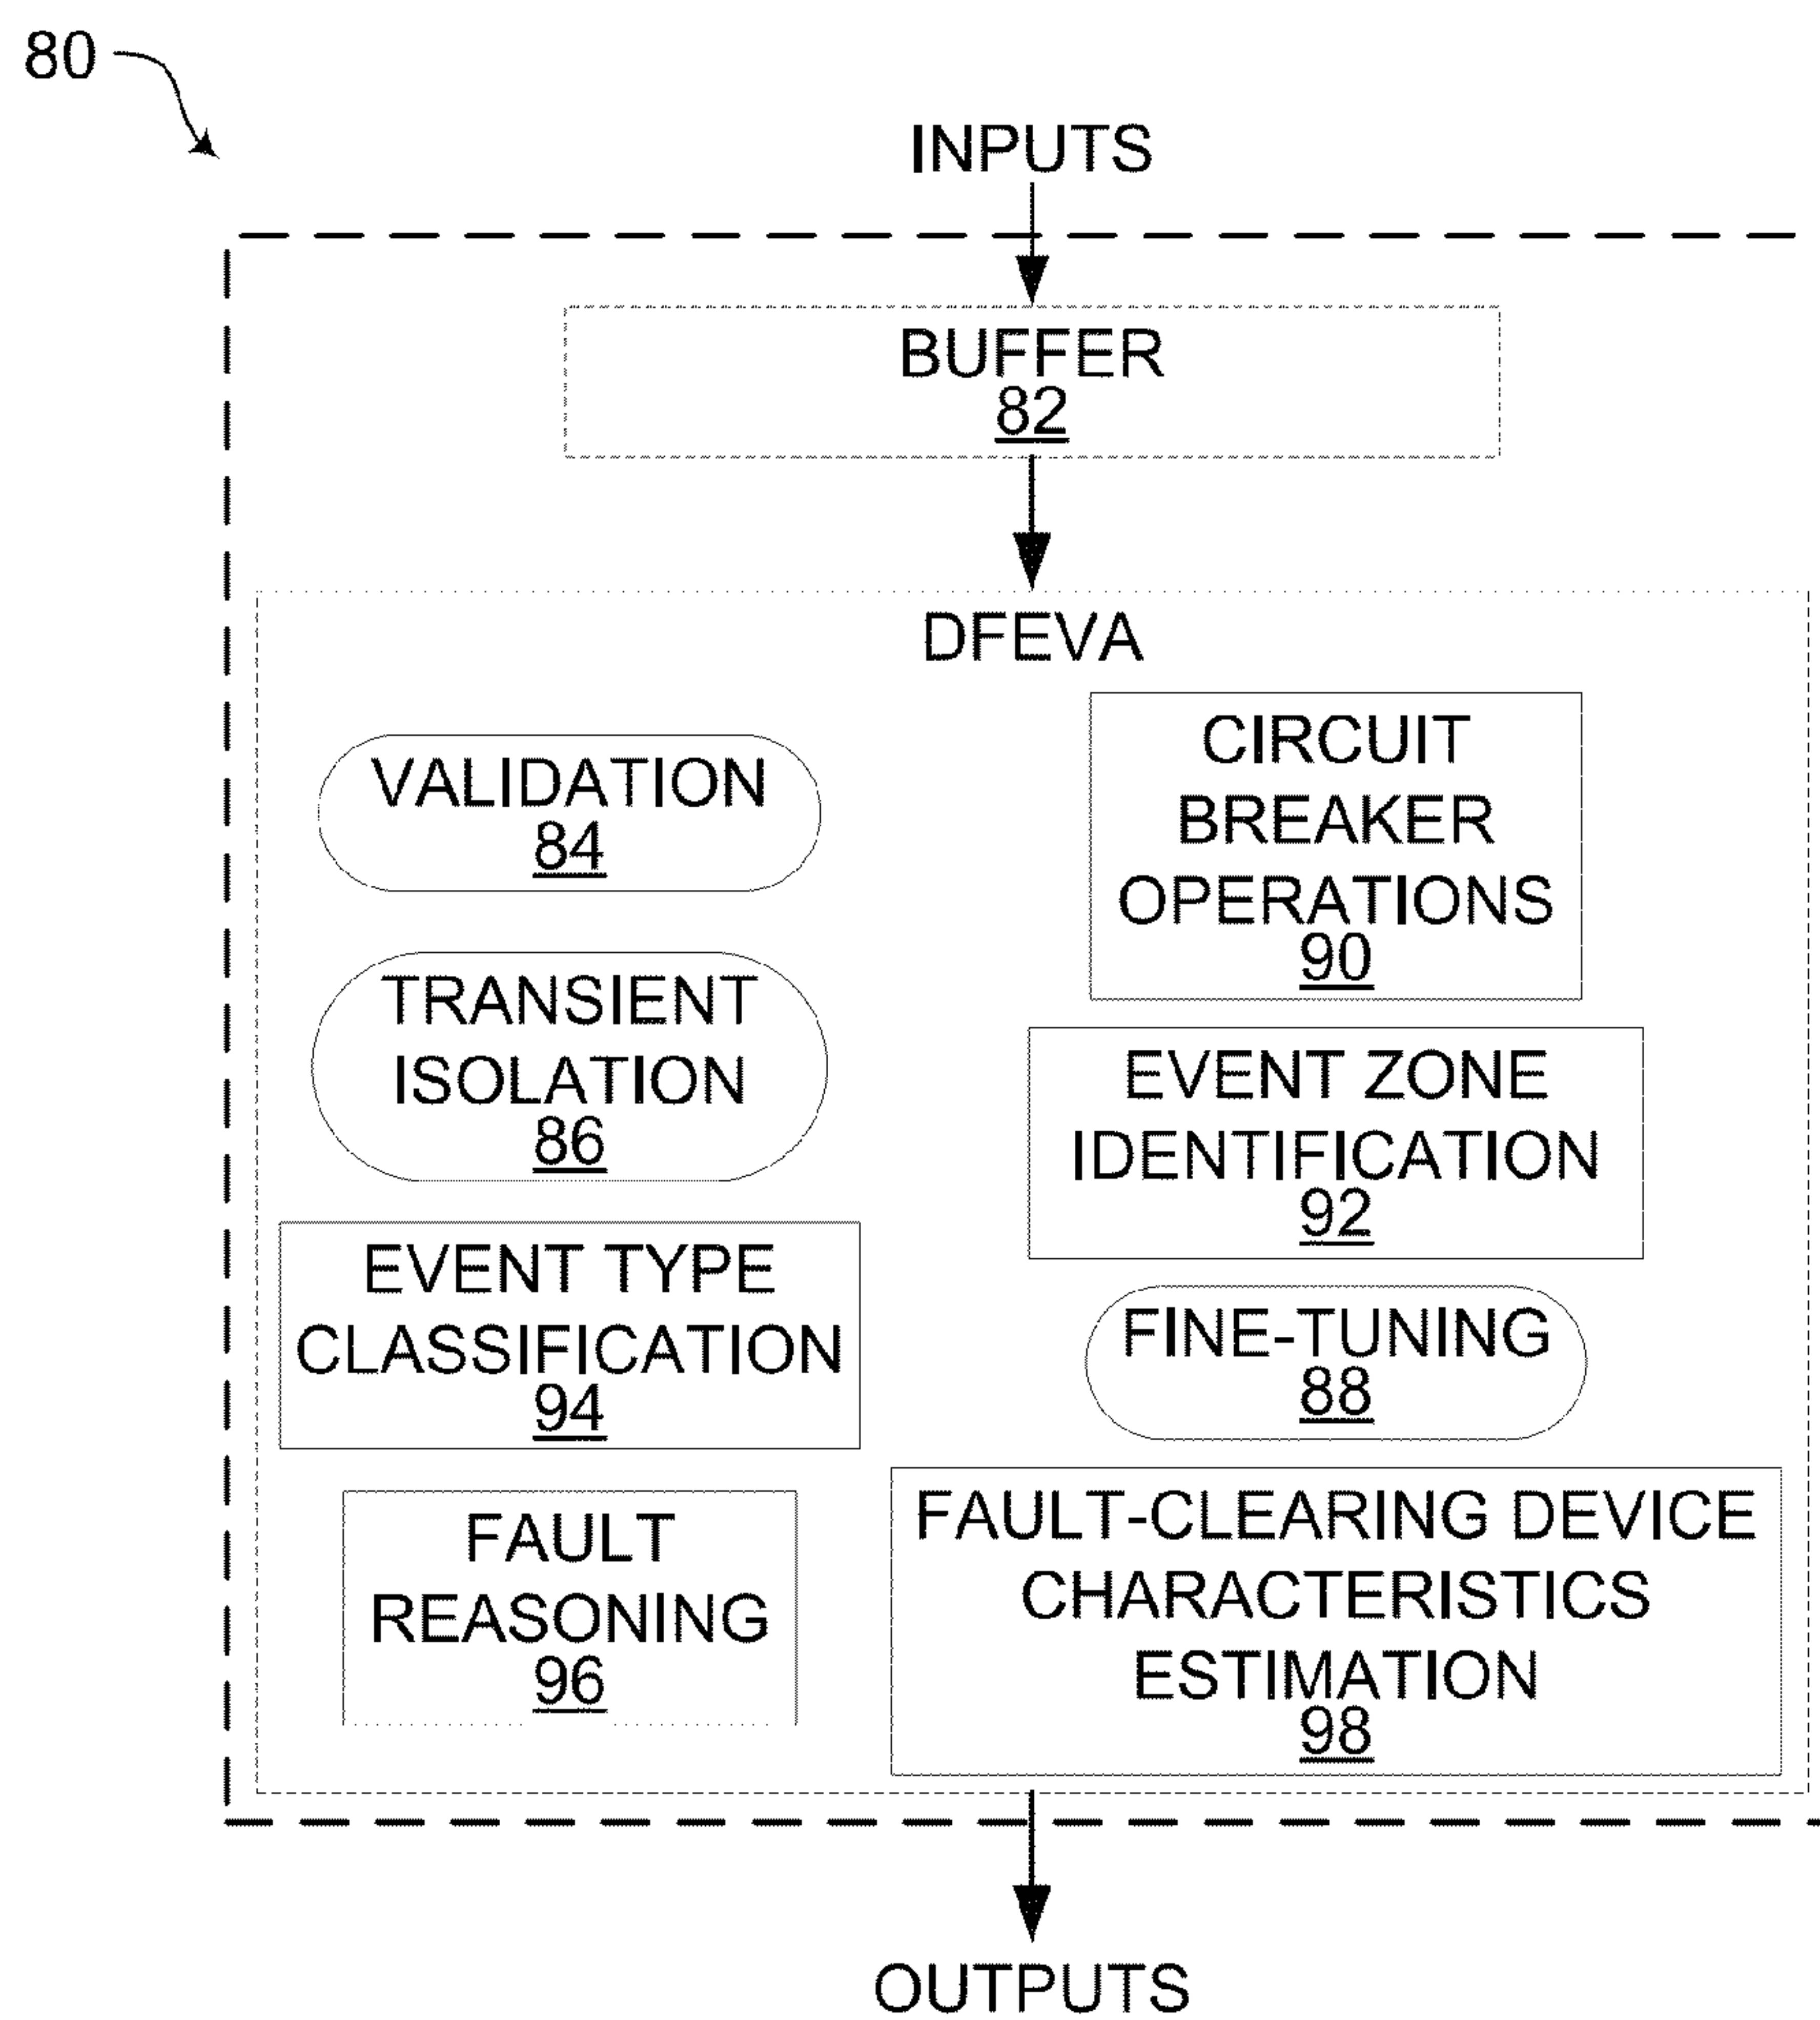 80
INPUTS
BUFFER
82
DFEVA
VALIDATION
84
TRANSIENT
ISOLATION
86
EVENT TYPE
CLASSIFICATION
94
FAULT
REASONING
96
CIRCUIT
BREAKER
OPERATIONS
90
EVENT ZONE
IDENTIFICATION
92
FINE-TUNING
88
FAULT-CLEARING DEVICE
CHARACTERISTICS
ESTIMATION
98
OUTPUTS